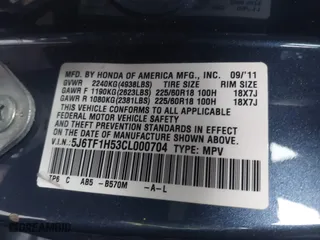 MFD. BY HONDA OF AMERICA MFG., INC. 09/'11
GVWR 2240KG(4938LBS) TIRE SIZE RIM SIZE
GAWR F 1190KG(2623LBS) 225/60R18 100H 18X7J
GAWR R 1080KG(2381LBS) 225/60R18 100H 18X7J
THIS VEHICLE CONFORMS TO ALL APPLICABLE FEDERAL
MOTOR VEHICLE SAFETY
AND THEFT PREVENTION STANDARDS IN EFFECT ON THE
DATE OF MANUFACTURE SHOWN ABOVE.
V.I.N.: 5J6TF1H53CL000704 TYPE: MPV
TP6 C AB5 -B570M -A-L
DREAMBID